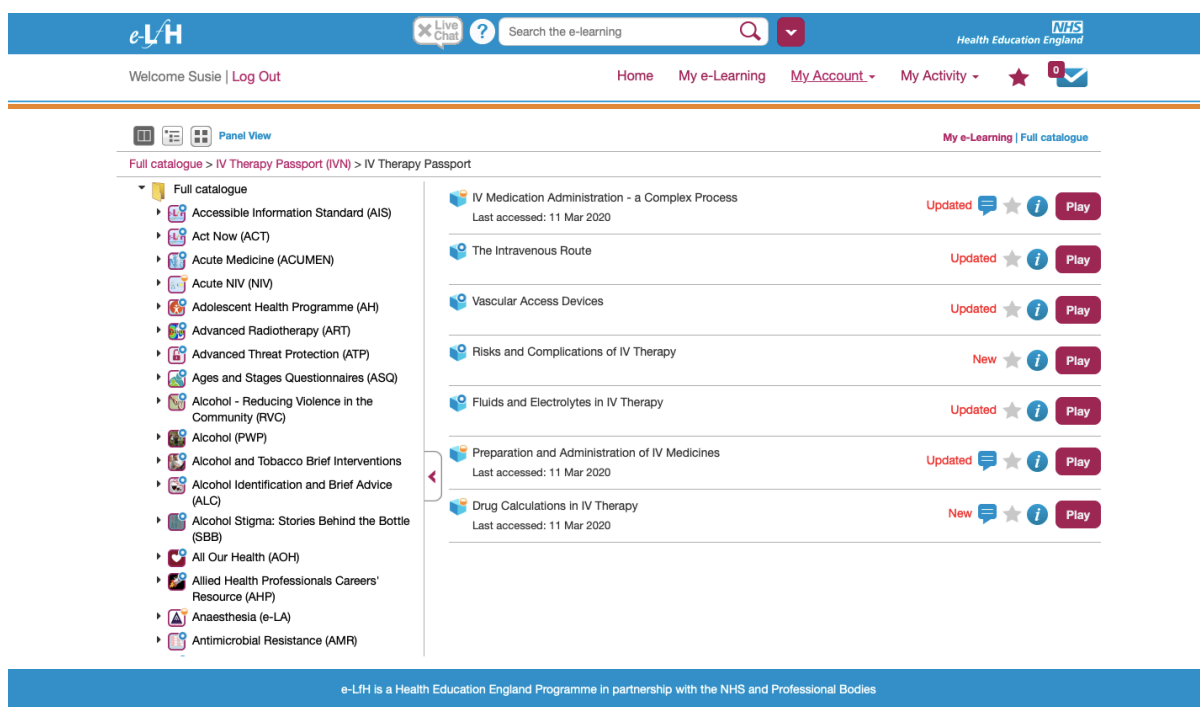 e-LfH
Live
Chat
?
Search the e-learning
NHS
Health Education England
Welcome Susie | Log Out
Home
My e-Learning
My Account
My Activity
0
Panel View
My e-Learning | Full catalogue
Full catalogue > IV Therapy Passport (IVN) > IV Therapy Passport
Full catalogue
Accessible Information Standard (AIS)
Act Now (ACT)
Acute Medicine (ACUMEN)
Acute NIV (NIV)
Adolescent Health Programme (AH)
Advanced Radiotherapy (ART)
Advanced Threat Protection (ATP)
Ages and Stages Questionnaires (ASQ)
Alcohol - Reducing Violence in the
Community (RVC)
Alcohol (PWP)
Alcohol and Tobacco Brief Interventions
Alcohol Identification and Brief Advice
(ALC)
Alcohol Stigma: Stories Behind the Bottle
(SBB)
All Our Health (AOH)
Allied Health Professionals Careers'
Resource (AHP)
Anaesthesia (e-LA)
Antimicrobial Resistance (AMR)
IV Medication Administration - a Complex Process
Last accessed: 11 Mar 2020
Updated
i
Play
The Intravenous Route
Updated
i
Play
Vascular Access Devices
Updated
i
Play
Risks and Complications of IV Therapy
New
i
Play
Fluids and Electrolytes in IV Therapy
Updated
i
Play
Preparation and Administration of IV Medicines
Last accessed: 11 Mar 2020
Updated
i
Play
Drug Calculations in IV Therapy
Last accessed: 11 Mar 2020
New
i
Play
e-LfH is a Health Education England Programme in partnership with the NHS and Professional Bodies